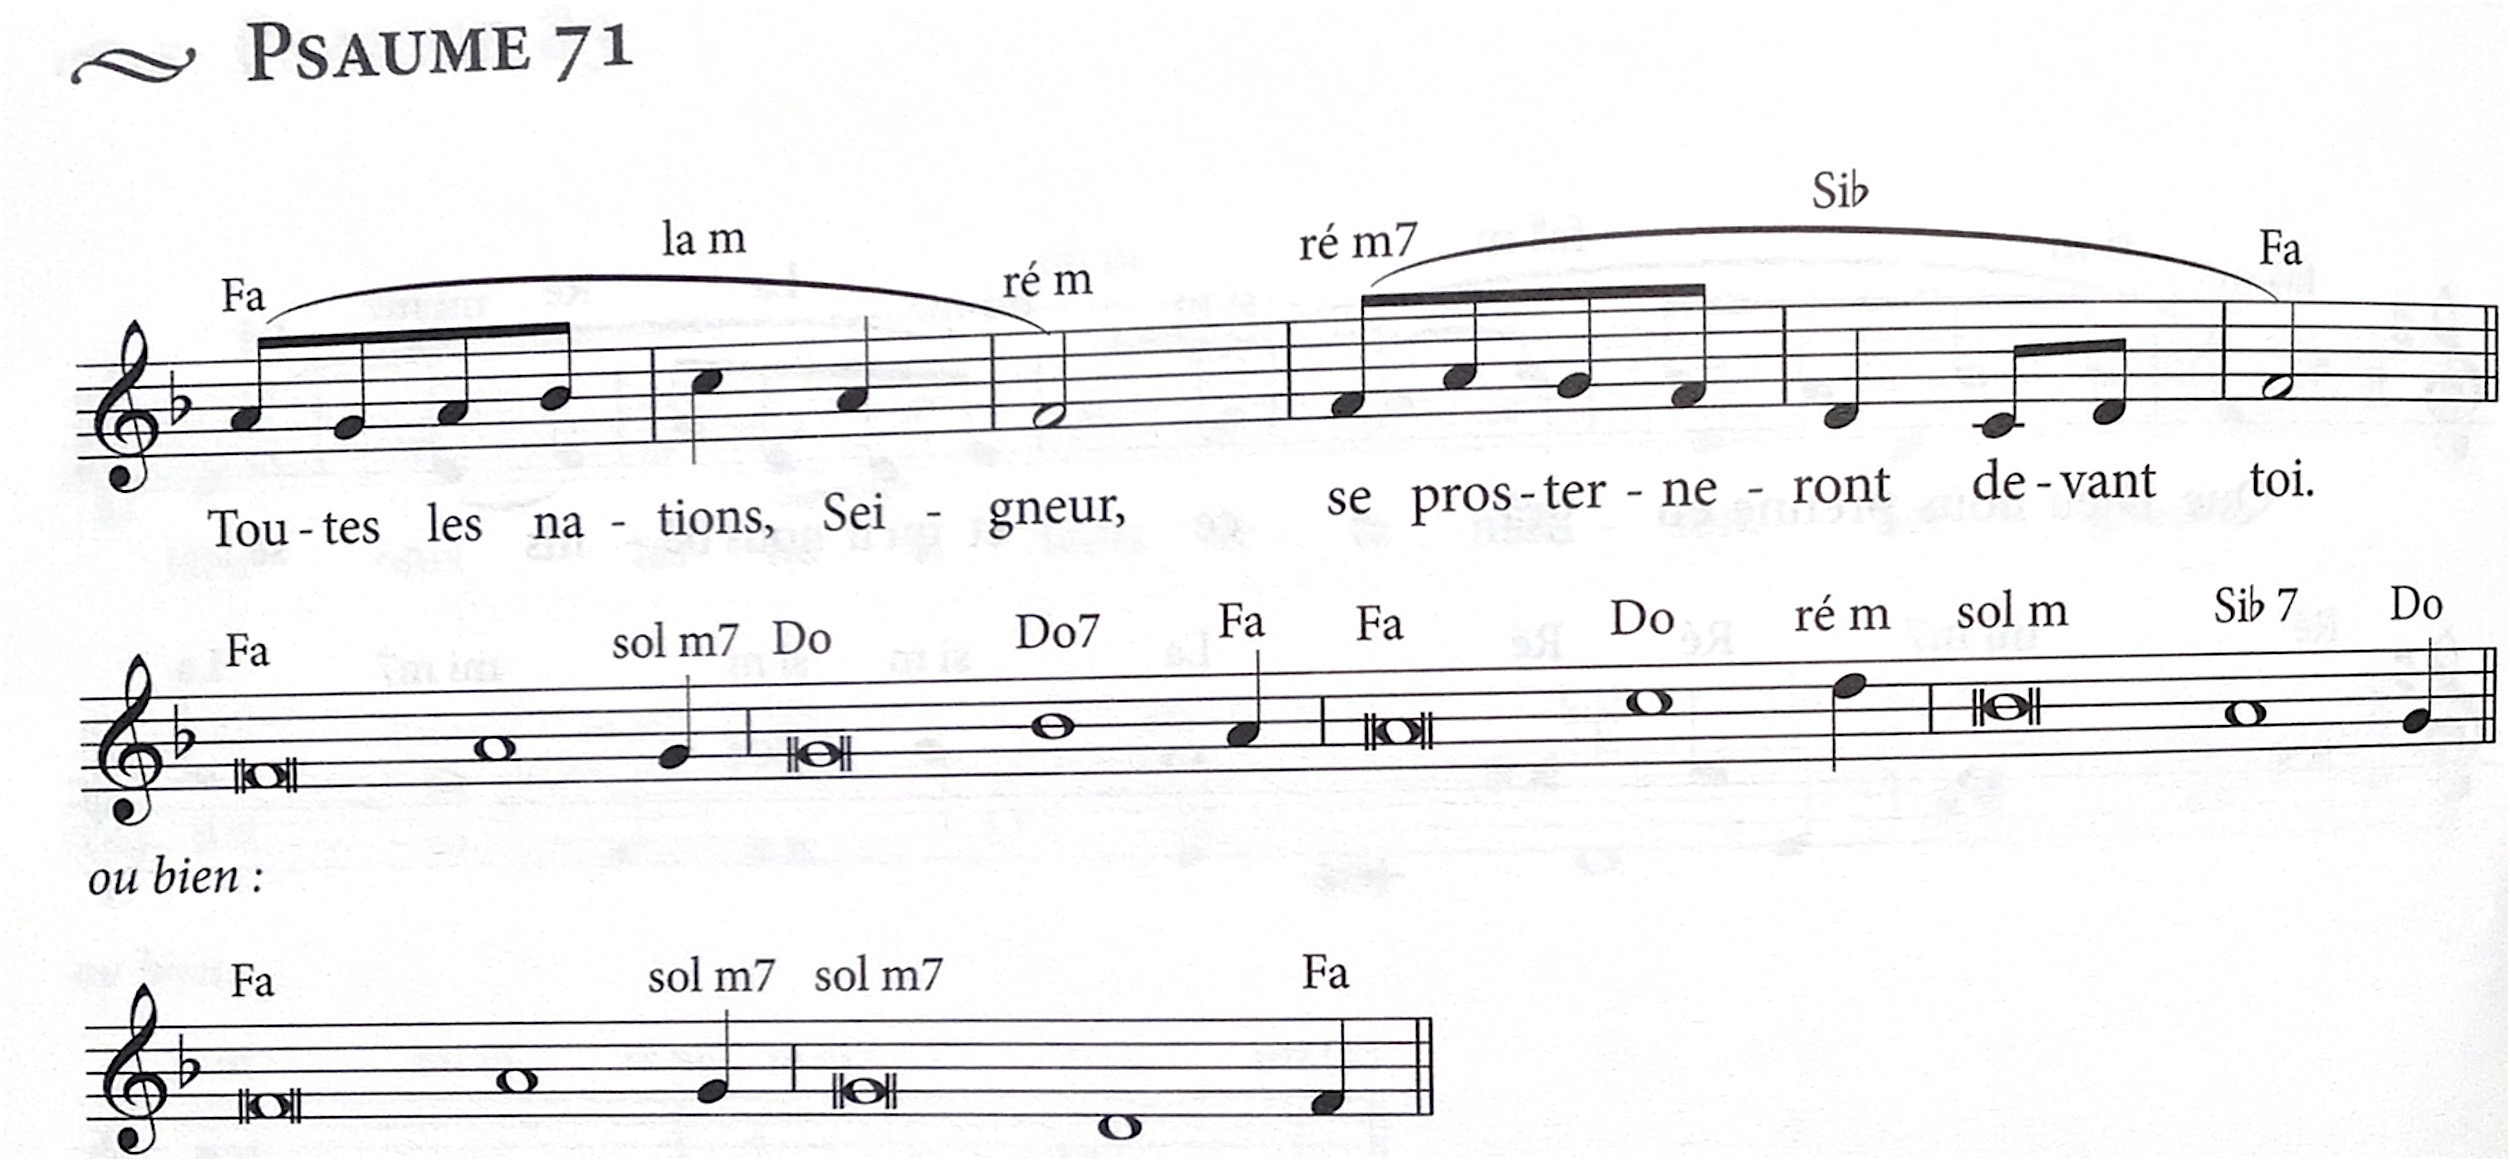 PSAUME 71
Fa la m ré m ré m7 Sib Fa
Tou - tes les na - tions, Sei - gneur, se pros - ter - ne - ront de - vant toi.
Fa sol m7 Do Do7 Fa Fa Do ré m sol m Sib 7 Do
ou bien :
Fa sol m7 sol m7 Fa